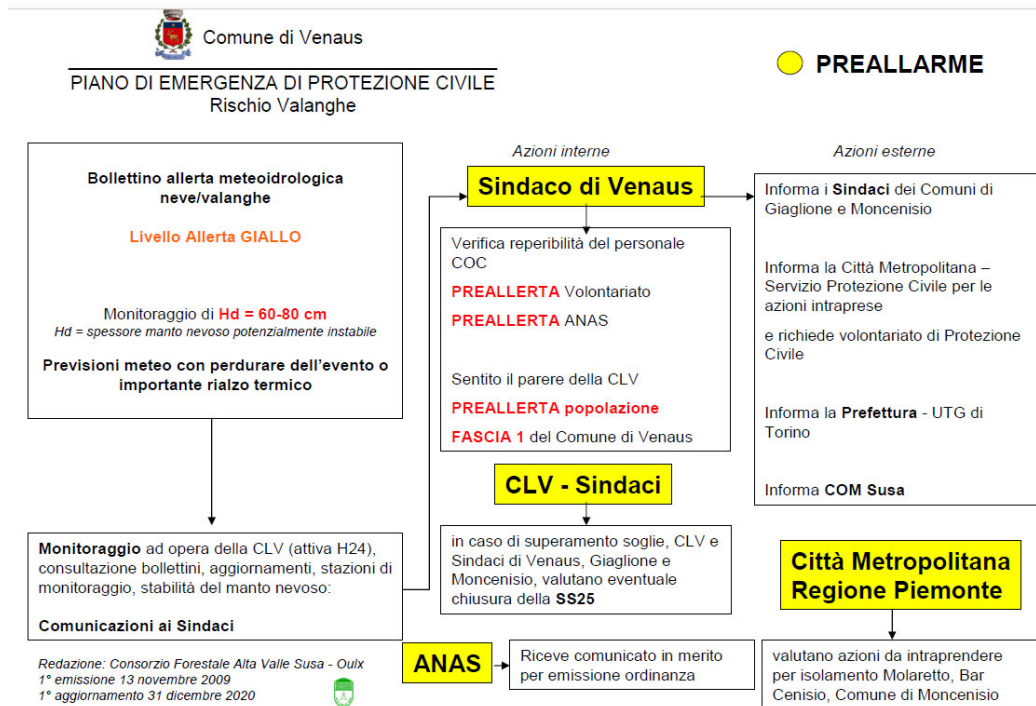 Comune di Venaus
PIANO DI EMERGENZA DI PROTEZIONE CIVILE
Rischio Valanghe
PREALLARME
Bollettino allerta meteoidrologica
neve/valanghe
Livello Allerta GIALLO
Monitoraggio di Hd = 60-80 cm
Hd = spessore manto nevoso potenzialmente instabile
Previsioni meteo con perdurare dell'evento o
importante rialzo termico
Monitoraggio ad opera della CLV (attiva H24),
consultazione bollettini, aggiornamenti, stazioni di
monitoraggio, stabilità del manto nevoso:
Comunicazioni ai Sindaci
Redazione: Consorzio Forestale Alta Valle Susa - Oulx
1° emissione 13 novembre 2009
1° aggiornamento 31 dicembre 2020
Azioni interne
Sindaco di Venaus
Verifica reperibilità del personale
COC
PREALLERTA Volontariato
PREALLERTA ANAS
Sentito il parere della CLV
PREALLERTA popolazione
FASCIA 1 del Comune di Venaus
CLV - Sindaci
in caso di superamento soglie, CLV e
Sindaci di Venaus, Giaglione e
Moncenisio, valutano eventuale
chiusura della SS25
ANAS
Riceve comunicato in merito
per emissione ordinanza
Azioni esterne
Informa i Sindaci dei Comuni di
Giaglione e Moncenisio
Informa la Città Metropolitana –
Servizio Protezione Civile per le
azioni intraprese
e richiede volontariato di Protezione
Civile
Informa la Prefettura - UTG di
Torino
Informa COM Susa
Città Metropolitana
Regione Piemonte
valutano azioni da intraprendere
per isolamento Molaretto, Bar
Cenisio, Comune di Moncenisio